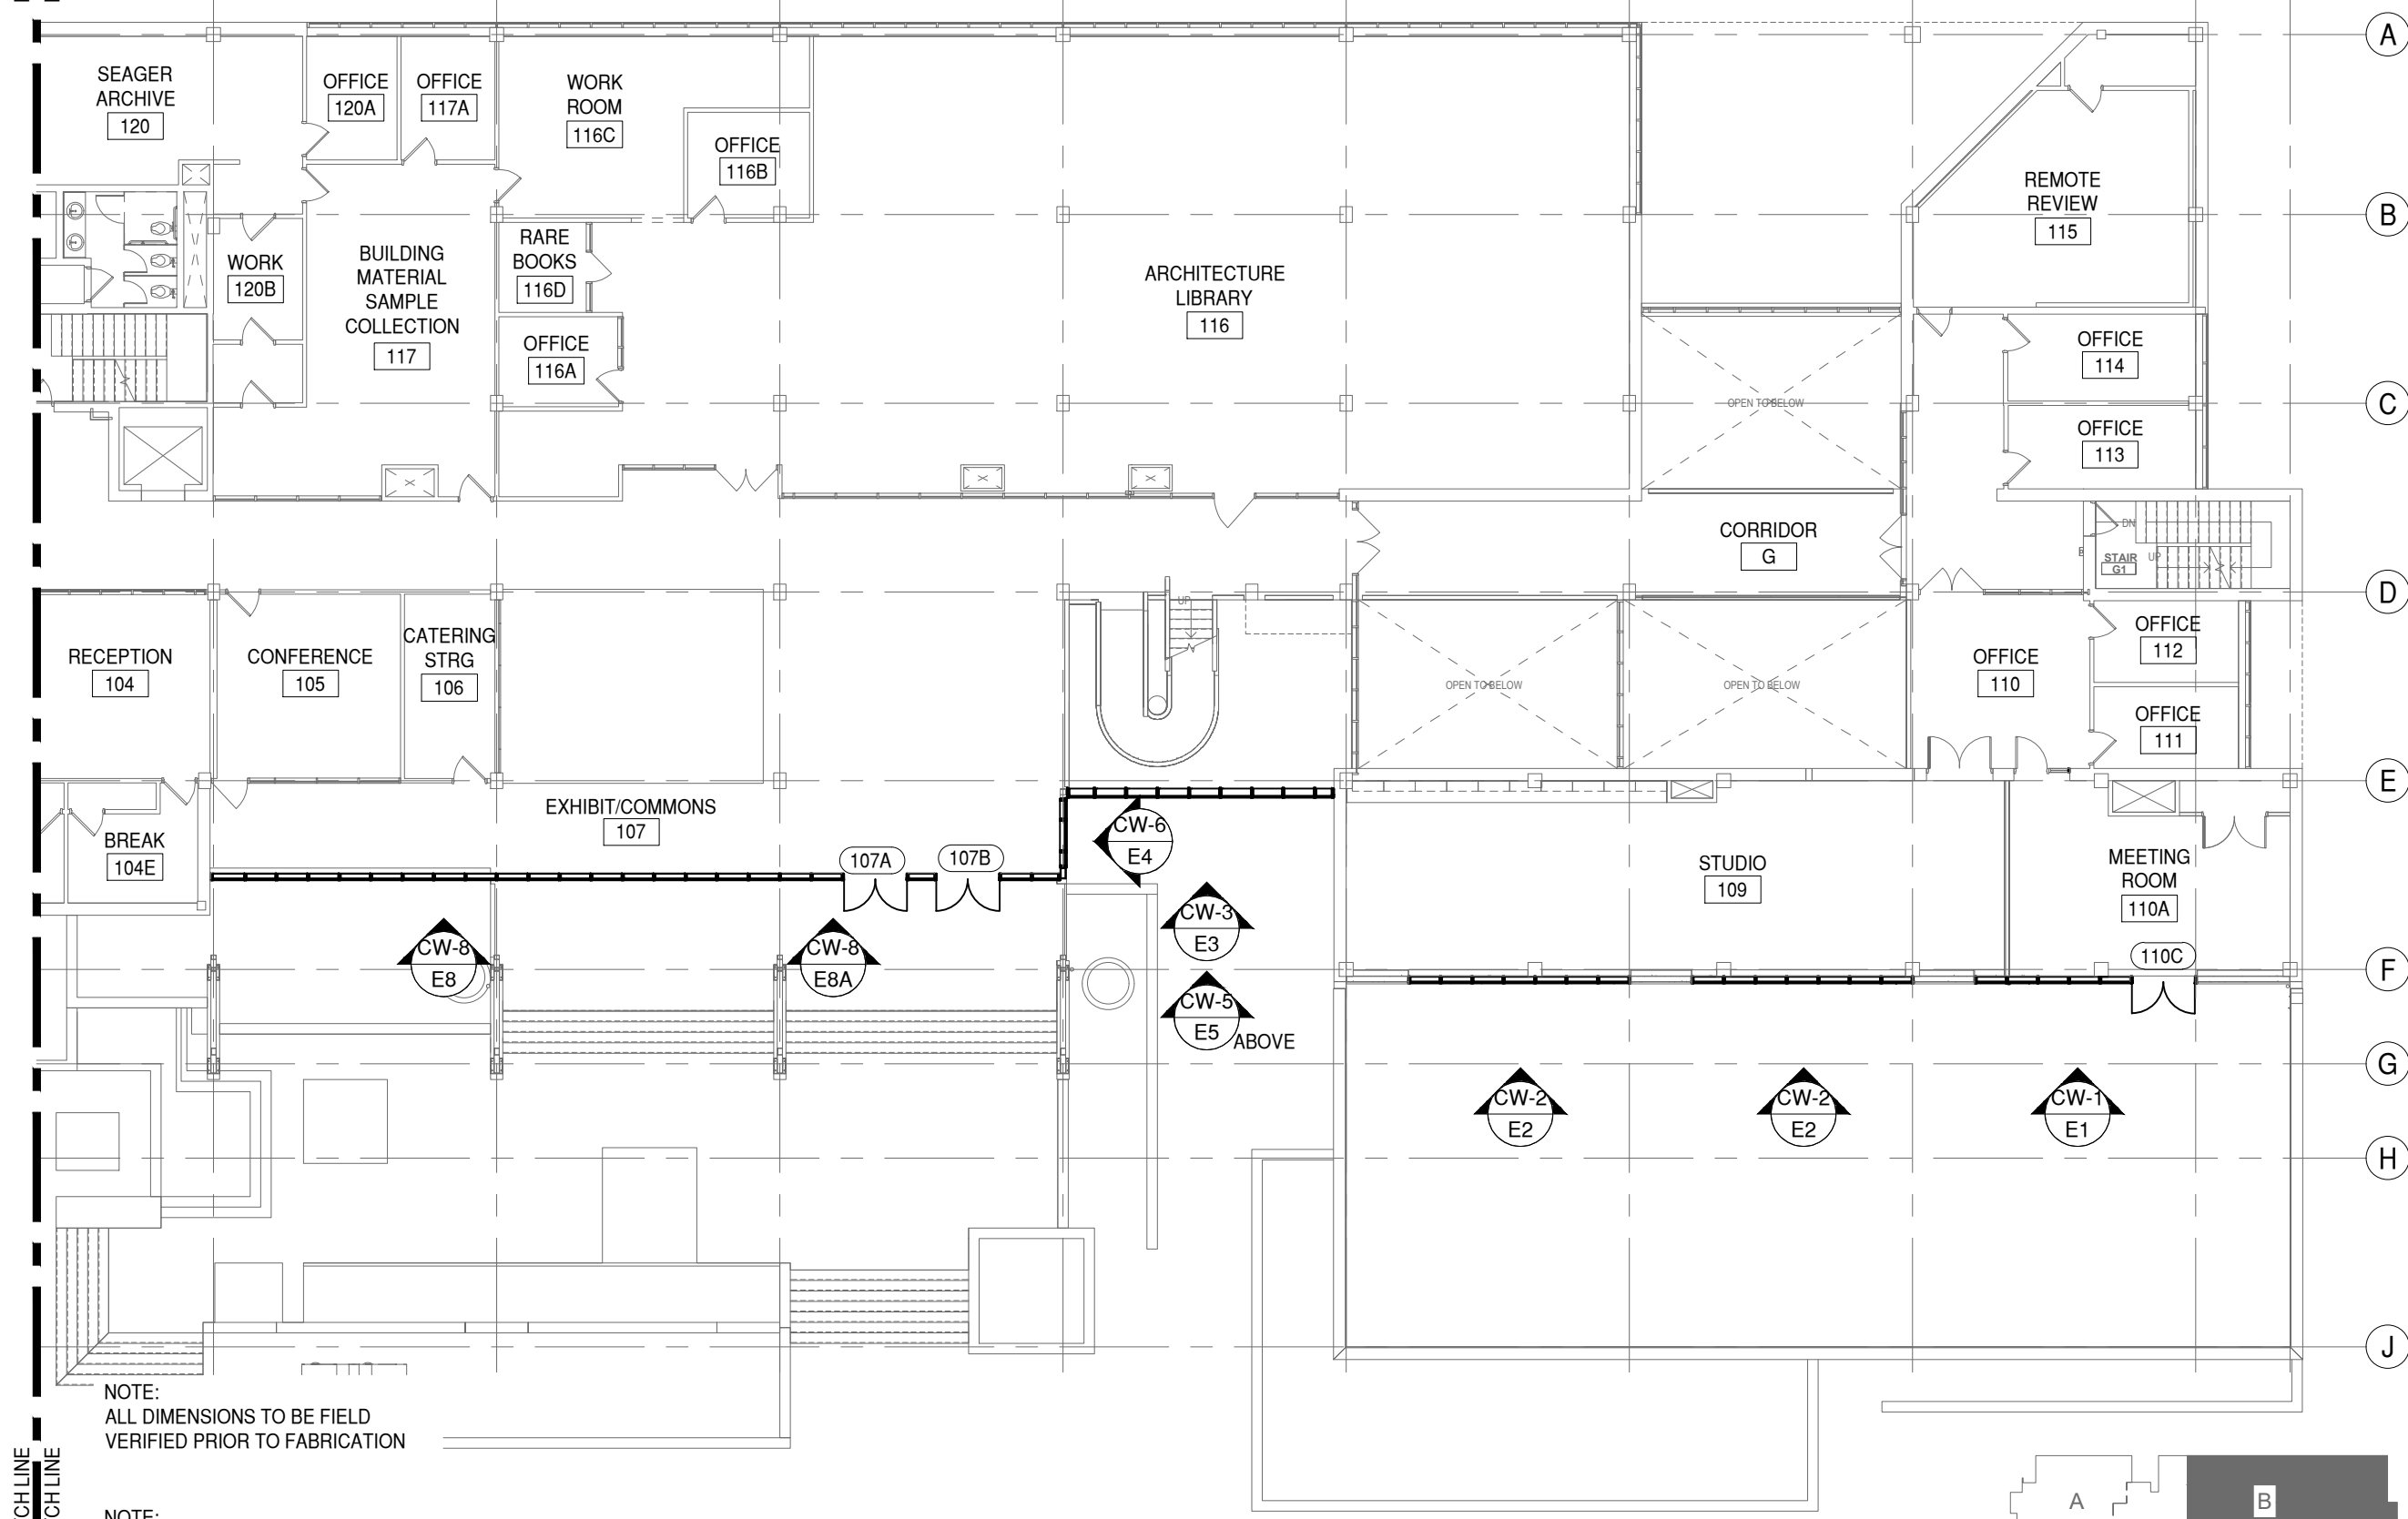 A
SEAGER
ARCHIVE
120
OFFICE
120A
OFFICE
117A
WORK
ROOM
116C
OFFICE
116B
REMOTE
REVIEW
115
B
WORK
120B
BUILDING
MATERIAL
SAMPLE
COLLECTION
117
RARE
BOOKS
116D
OFFICE
116A
ARCHITECTURE
LIBRARY
116
OPEN TO BELOW
OFFICE
114
C
OFFICE
113
CORRIDOR
G
DN
STAIR
G1
UP
D
RECEPTION
104
CONFERENCE
105
CATERING
STRG
106
UP
OPEN TO BELOW
OPEN TO BELOW
OFFICE
110
OFFICE
112
OFFICE
111
E
EXHIBIT/COMMONS
107
BREAK
104E
107A
107B
CW-6
E4
STUDIO
109
MEETING
ROOM
110A
CW-8
E8
CW-8
E8A
CW-3
E3
110C
F
CW-5
E5
ABOVE
G
CW-2
E2
CW-2
E2
CW-1
E1
H
J
NOTE:
ALL DIMENSIONS TO BE FIELD
VERIFIED PRIOR TO FABRICATION
CH LINE
CH LINE
NOTE:
A
B